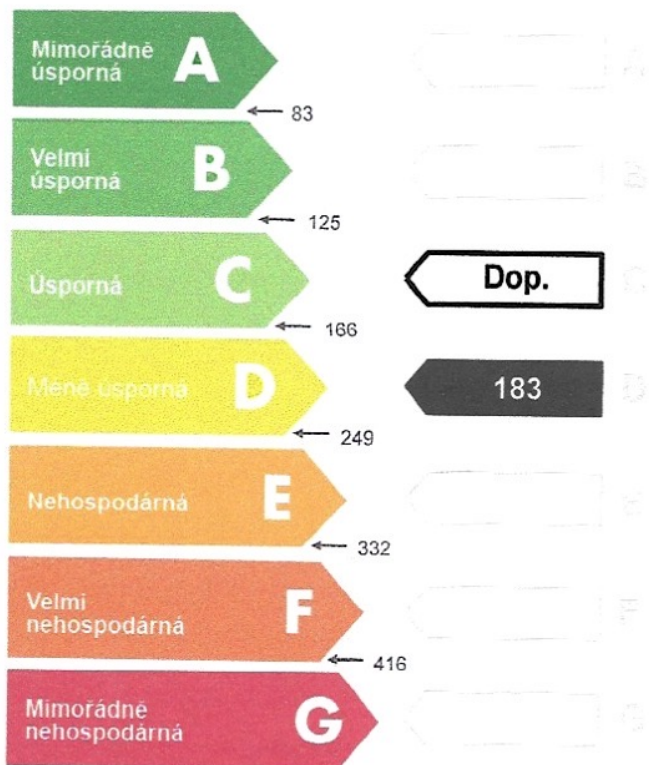 Mimořádně
úsporná
A
83
Velmi
úsporná
B
125
Úsporná
C
Dop.
166
Méně úsporná
D
183
249
Nehospodárná
E
332
Velmi
nehospodárná
F
416
Mimořádně
nehospodárná
G